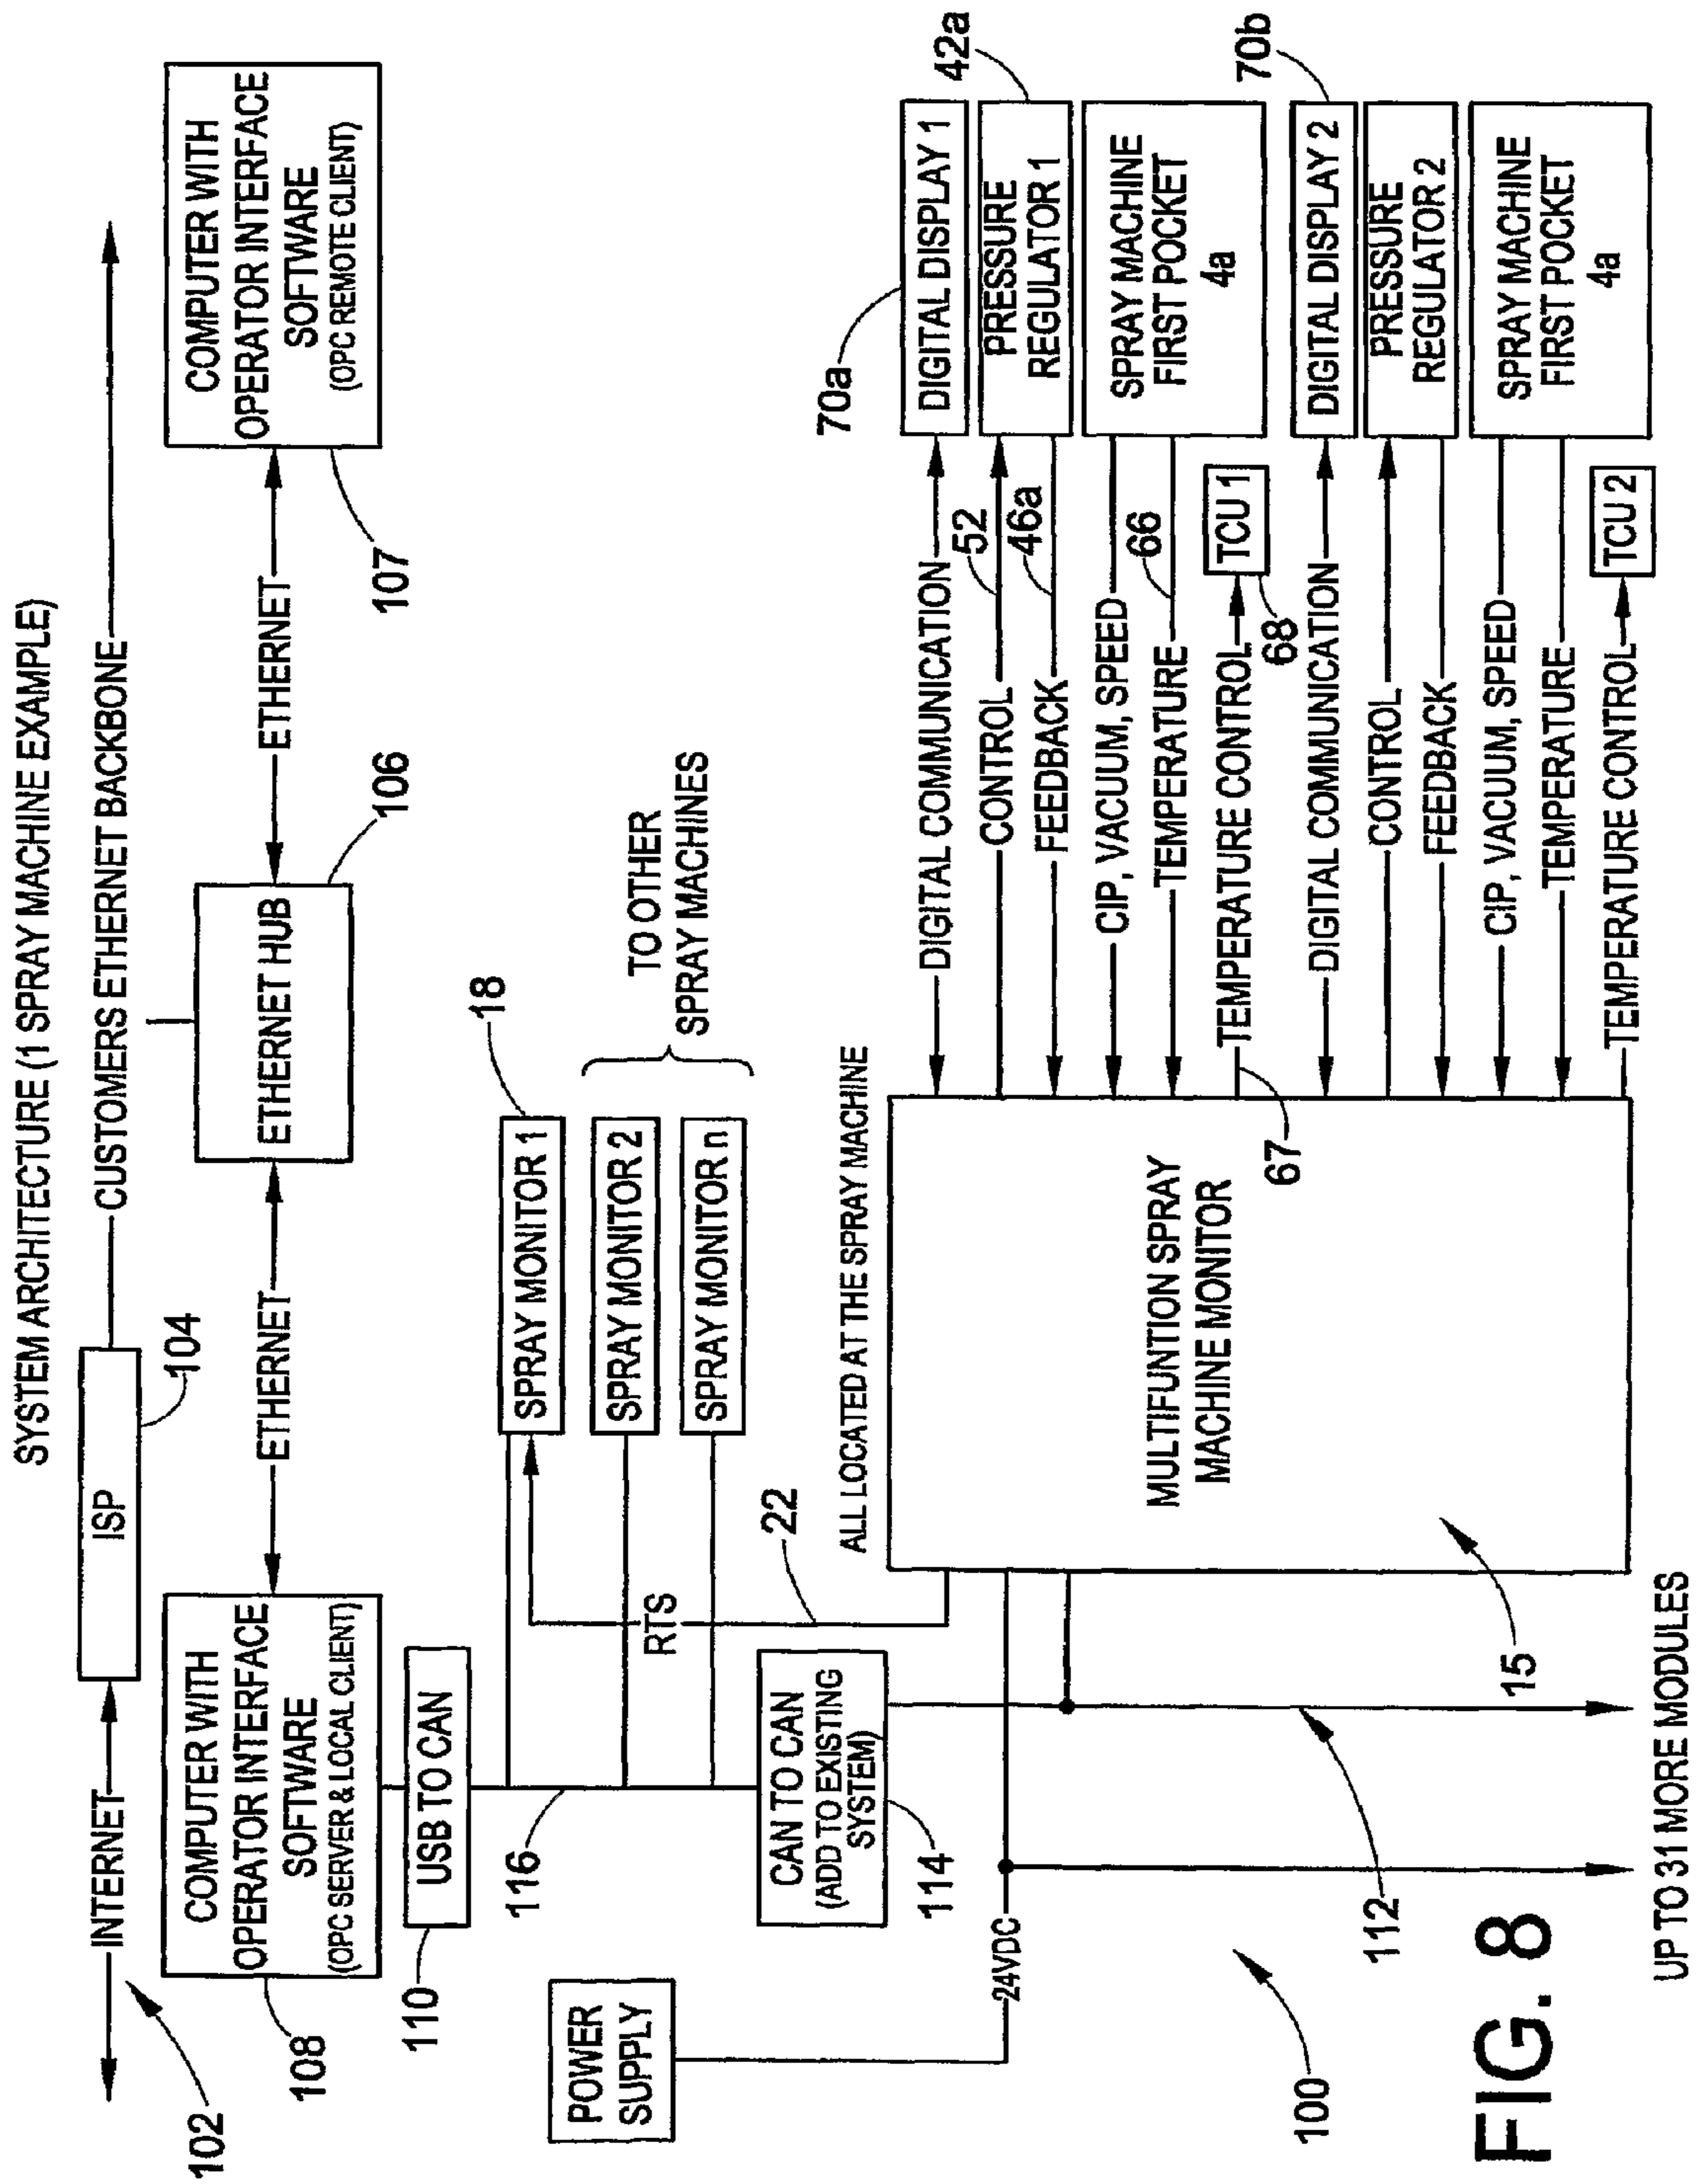 SYSTEM ARCHITECTURE (1 SPRAY MACHINE EXAMPLE)
INTERNET
ISP
CUSTOMERS ETHERNET BACKBONE
102
104
COMPUTER WITH
OPERATOR INTERFACE
SOFTWARE
(OPC SERVER & LOCAL CLIENT)
108
ETHERNET
ETHERNET HUB
106
ETHERNET
COMPUTER WITH
OPERATOR INTERFACE
SOFTWARE
(OPC REMOTE CLIENT)
107
USB TO CAN
110
116
SPRAY MONITOR 1
18
SPRAY MONITOR 2
SPRAY MONITOR n
TO OTHER
SPRAY MACHINES
RTS
22
POWER
SUPPLY
CAN TO CAN
(ADD TO EXISTING
SYSTEM)
114
24VDC
ALL LOCATED AT THE SPRAY MACHINE
MULTIFUNTION SPRAY
MACHINE MONITOR
15
67
DIGITAL COMMUNICATION
70a
DIGITAL DISPLAY 1
CONTROL
52
FEEDBACK
46a
PRESSURE
REGULATOR 1
42a
CIP, VACUUM, SPEED
TEMPERATURE
66
SPRAY MACHINE
FIRST POCKET
4a
TEMPERATURE CONTROL
68
TCU 1
DIGITAL COMMUNICATION
DIGITAL DISPLAY 2
70b
CONTROL
FEEDBACK
PRESSURE
REGULATOR 2
CIP, VACUUM, SPEED
TEMPERATURE
SPRAY MACHINE
FIRST POCKET
4a
TEMPERATURE CONTROL
TCU 2
100
112
UP TO 31 MORE MODULES
FIG. 8